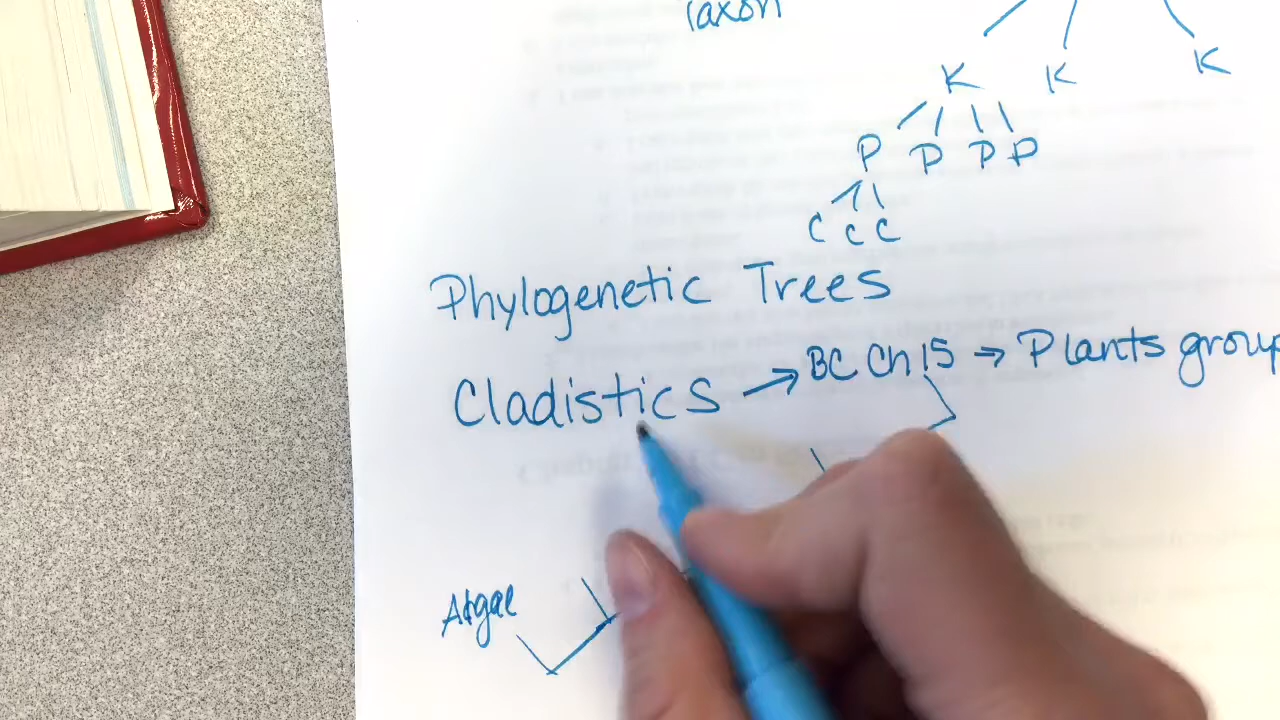 Taxon
K K K
P P P P
C C C
Phylogenetic Trees
Cladistics → BC Ch 15 → Plants group
Algae